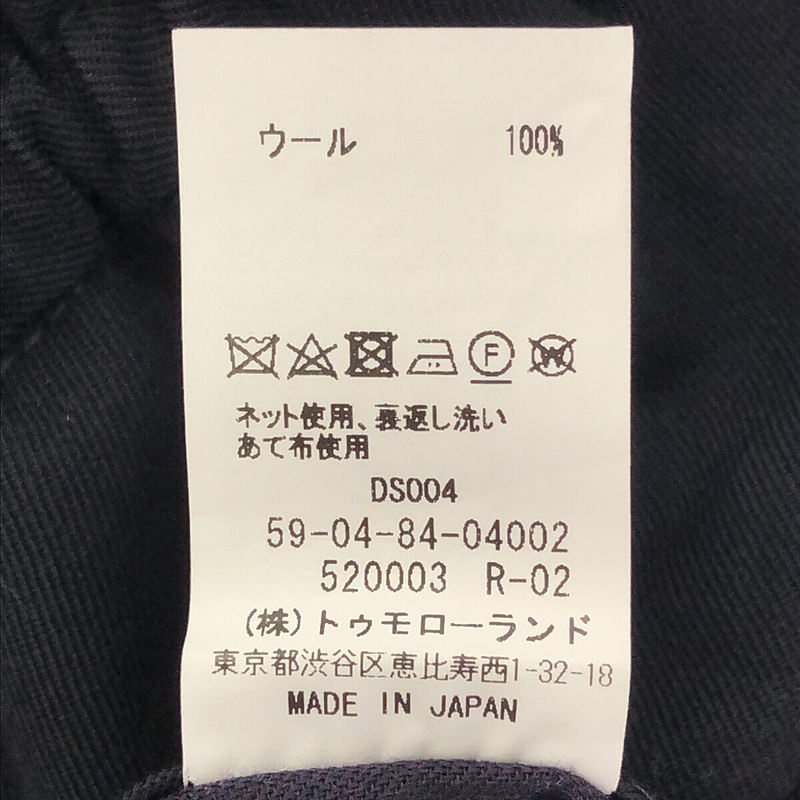 ウール 100%
F W
ネット使用、裏返し洗い
あて布使用
DS004
59-04-84-04002
520003 R-02
(株)トゥモローランド
東京都渋谷区恵比寿西1-32-18
MADE IN JAPAN